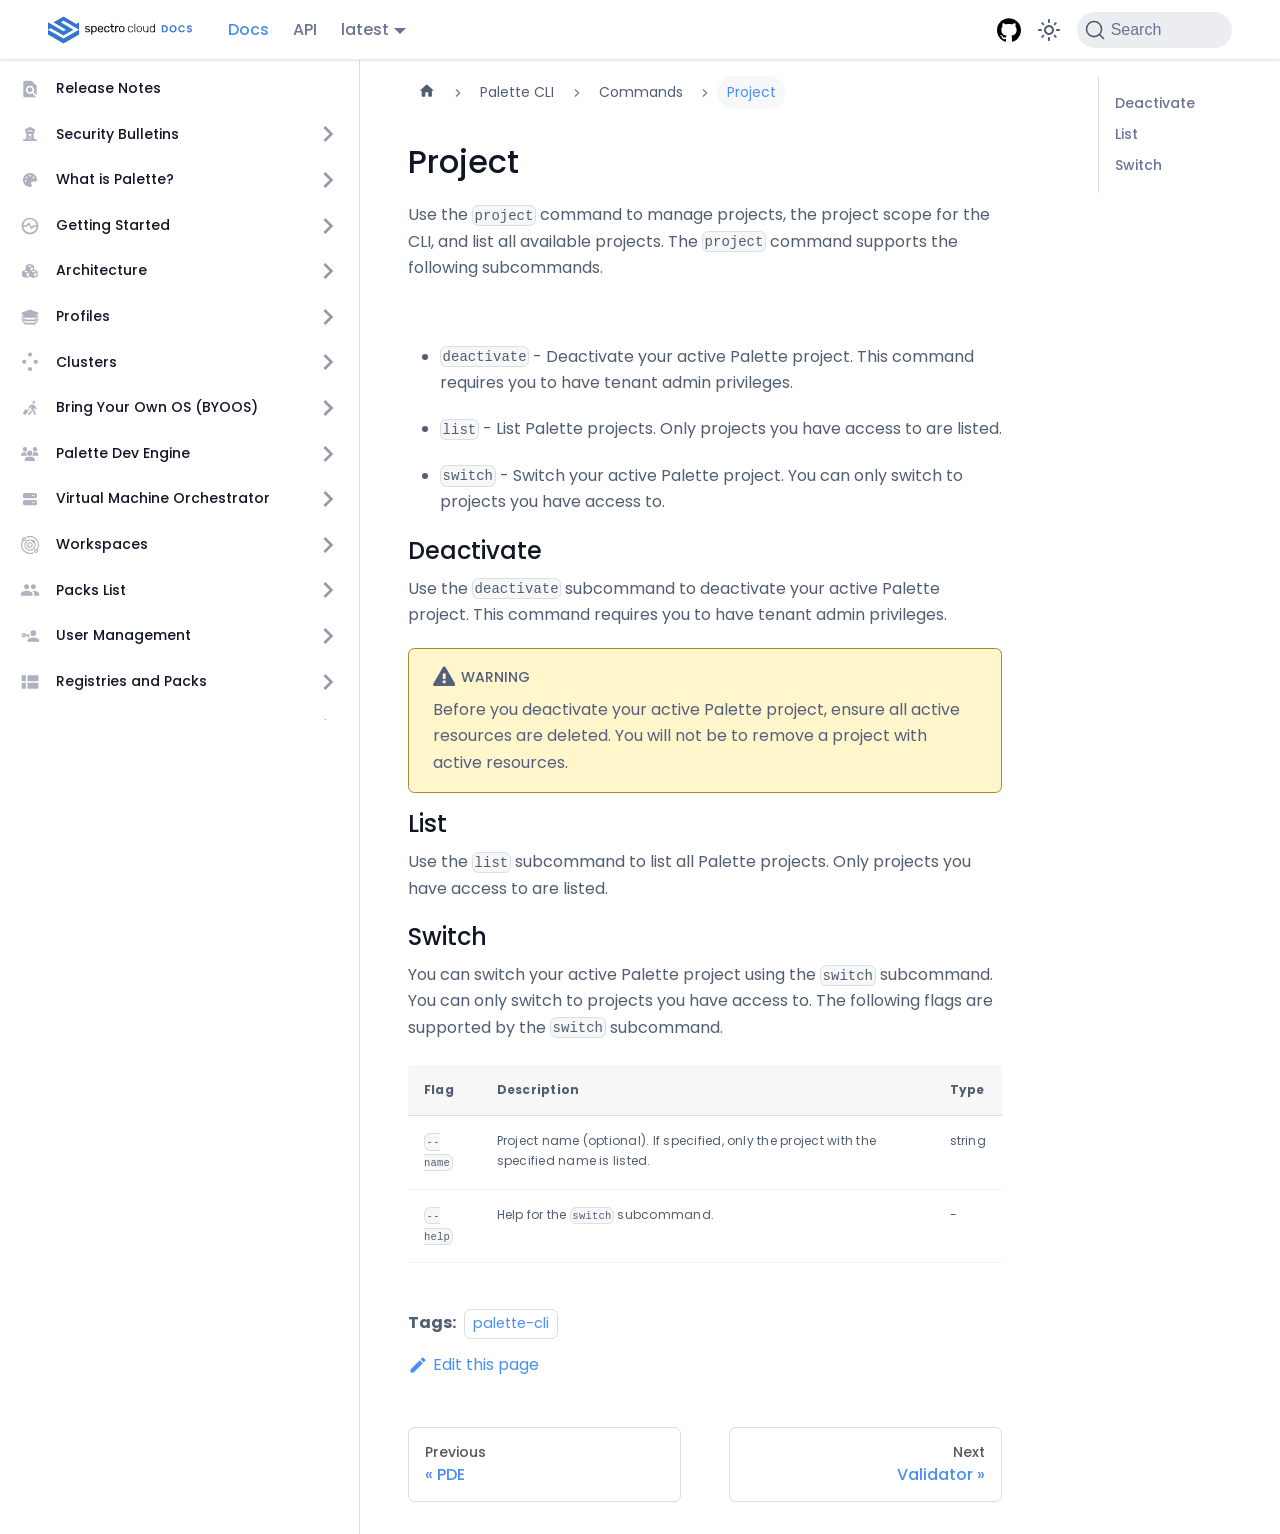 spectro cloud DOCS
Docs
API
latest
Search
Release Notes
Security Bulletins
What is Palette?
Getting Started
Architecture
Profiles
Clusters
Bring Your Own OS (BYOOS)
Palette Dev Engine
Virtual Machine Orchestrator
Workspaces
Packs List
User Management
Registries and Packs
Palette CLI
Commands
Project
Project
Use the project command to manage projects, the project scope for the
CLI, and list all available projects. The project command supports the
following subcommands.
deactivate - Deactivate your active Palette project. This command
requires you to have tenant admin privileges.
list - List Palette projects. Only projects you have access to are listed.
switch - Switch your active Palette project. You can only switch to
projects you have access to.
Deactivate
Use the deactivate subcommand to deactivate your active Palette
project. This command requires you to have tenant admin privileges.
WARNING
Before you deactivate your active Palette project, ensure all active
resources are deleted. You will not be to remove a project with
active resources.
List
Use the list subcommand to list all Palette projects. Only projects you
have access to are listed.
Switch
You can switch your active Palette project using the switch subcommand.
You can only switch to projects you have access to. The following flags are
supported by the switch subcommand.
Flag Description Type
--
name
Project name (optional). If specified, only the project with the
specified name is listed.
string
--
help
Help for the switch subcommand.
-
Tags: palette-cli
Edit this page
Previous
« PDE
Next
Validator »
Deactivate
List
Switch